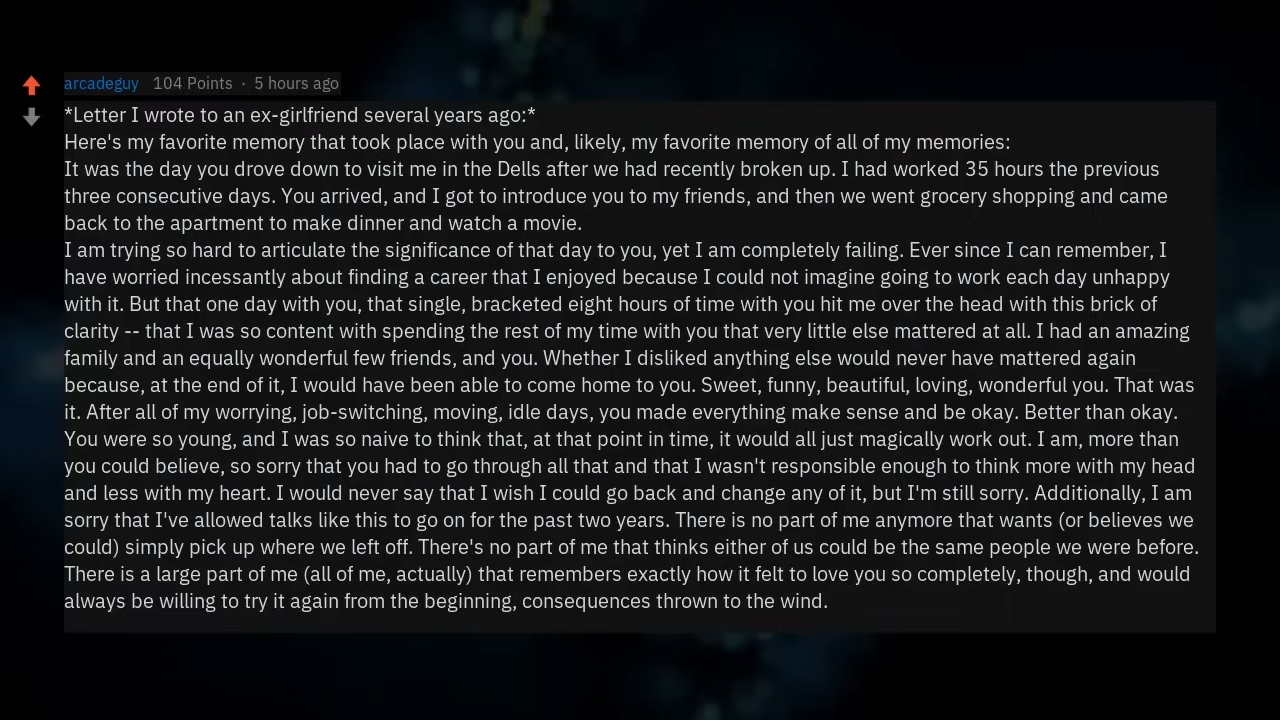 arcadeguy 104 Points · 5 hours ago
*Letter I wrote to an ex-girlfriend several years ago:*
Here's my favorite memory that took place with you and, likely, my favorite memory of all of my memories:
It was the day you drove down to visit me in the Dells after we had recently broken up. I had worked 35 hours the previous
three consecutive days. You arrived, and I got to introduce you to my friends, and then we went grocery shopping and came
back to the apartment to make dinner and watch a movie.
I am trying so hard to articulate the significance of that day to you, yet I am completely failing. Ever since I can remember, I
have worried incessantly about finding a career that I enjoyed because I could not imagine going to work each day unhappy
with it. But that one day with you, that single, bracketed eight hours of time with you hit me over the head with this brick of
clarity -- that I was so content with spending the rest of my time with you that very little else mattered at all. I had an amazing
family and an equally wonderful few friends, and you. Whether I disliked anything else would never have mattered again
because, at the end of it, I would have been able to come home to you. Sweet, funny, beautiful, loving, wonderful you. That was
it. After all of my worrying, job-switching, moving, idle days, you made everything make sense and be okay. Better than okay.
You were so young, and I was so naive to think that, at that point in time, it would all just magically work out. I am, more than
you could believe, so sorry that you had to go through all that and that I wasn't responsible enough to think more with my head
and less with my heart. I would never say that I wish I could go back and change any of it, but I'm still sorry. Additionally, I am
sorry that I've allowed talks like this to go on for the past two years. There is no part of me anymore that wants (or believes we
could) simply pick up where we left off. There's no part of me that thinks either of us could be the same people we were before.
There is a large part of me (all of me, actually) that remembers exactly how it felt to love you so completely, though, and would
always be willing to try it again from the beginning, consequences thrown to the wind.